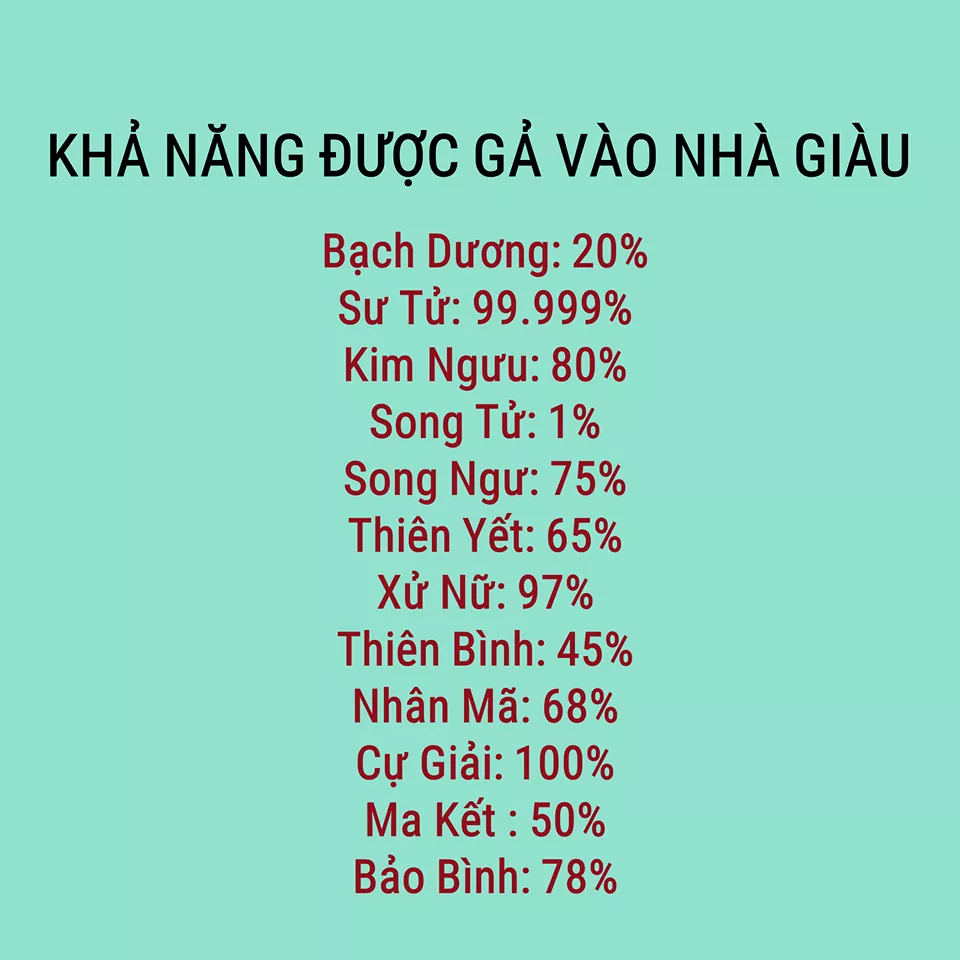 KHẢ NĂNG ĐƯỢC GẢ VÀO NHÀ GIÀU
Bạch Dương: 20%
Sư Tử: 99.999%
Kim Ngưu: 80%
Song Tử: 1%
Song Ngư: 75%
Thiên Yết: 65%
Xử Nữ: 97%
Thiên Bình: 45%
Nhân Mã: 68%
Cự Giải: 100%
Ma Kết : 50%
Bảo Bình: 78%